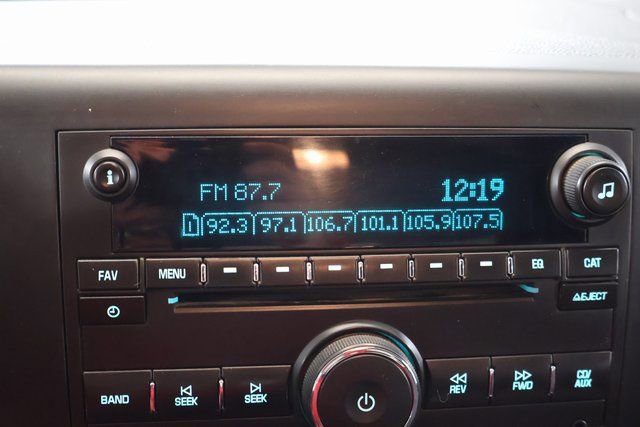 i
FM 87.7 12:19
1 92.3 97.1 106.7 101.1 105.9 107.5
FAV MENU EQ CAT
EJECT
BAND SEEK SEEK REV FWD CD/
AUX